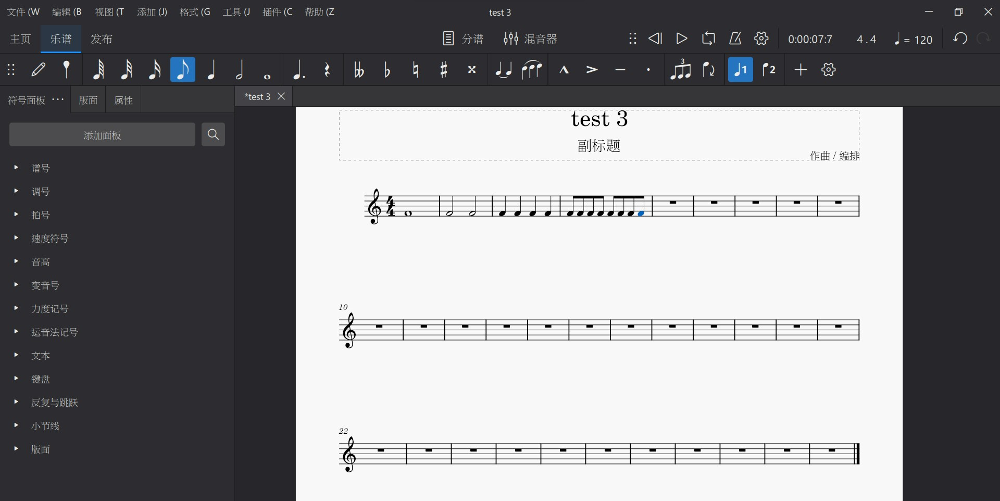 文件 (W 编辑 (B 视图 (T 添加 (J) 格式 (G 工具 (J 插件 (C 帮助 (Z
test 3
主页 乐谱 发布
分谱 混音器
0:00:07:7 4 . 4 = 120
3
1 2
符号面板 ··· 版面 属性
*test 3
添加面板
谱号
调号
拍号
速度符号
音高
变音号
力度记号
运音法记号
文本
键盘
反复与跳跃
小节线
版面
test 3
副标题
作曲 / 编排
4
4
10
22